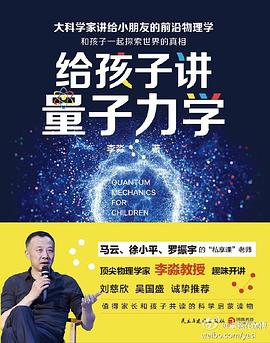 大科学家讲给小朋友的前沿物理学
和孩子一起探索世界的真相
给孩子讲
量子力学
李淼 著
QUANTUM
MECHANICS
FOR
CHILDREN
马云、徐小平、罗振宇的“私享课”老师
顶尖物理学家 李淼教授 趣味开讲
刘慈欣 吴国盛 诚挚推荐
值得家长和孩子共读的科学启蒙读物